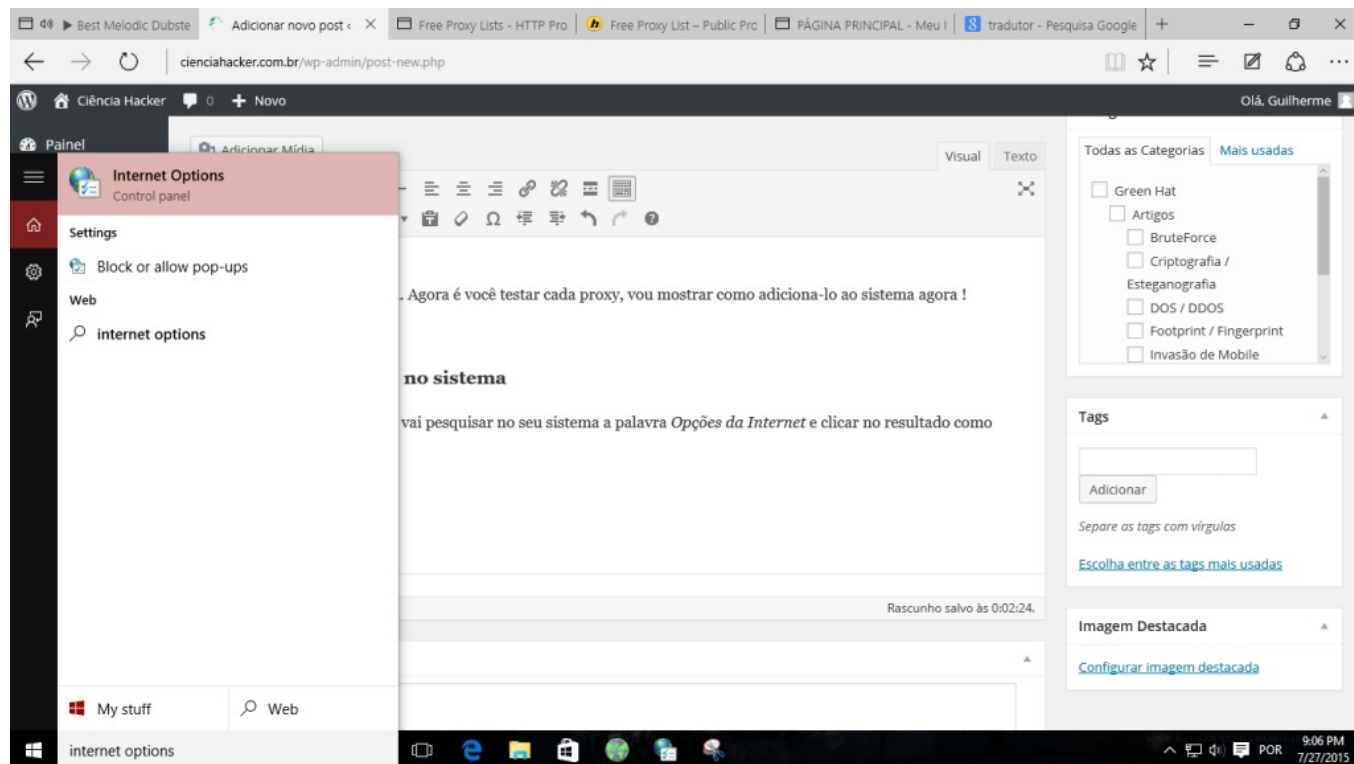 Best Melodic Dubste
Adicionar novo post ‹
Free Proxy Lists - HTTP Pro
Free Proxy List – Public Prc
PÁGINA PRINCIPAL - Meu I
tradutor - Pesquisa Google
cienciahacker.com.br/wp-admin/post-new.php
Ciência Hacker
0
+ Novo
Olá, Guilherme
Painel
Adicionar Mídia
Visual
Texto
Internet Options
Control panel
Settings
Block or allow pop-ups
Web
internet options
. Agora é você testar cada proxy, vou mostrar como adiciona-lo ao sistema agora !
no sistema
vai pesquisar no seu sistema a palavra Opções da Internet e clicar no resultado como
Rascunho salvo às 0:02:24.
Todas as Categorias
Mais usadas
Green Hat
Artigos
BruteForce
Criptografia /
Esteganografia
DOS / DDOS
Footprint / Fingerprint
Invasão de Mobile
Tags
Adicionar
Separe as tags com vírgulas
Escolha entre as tags mais usadas
Imagem Destacada
Configurar imagem destacada
My stuff
Web
internet options
POR
9:06 PM
7/27/2015